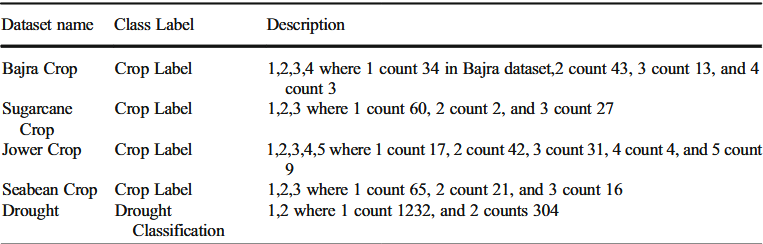 Dataset name Class Label Description
Bajra Crop Crop Label 1,2,3,4 where 1 count 34 in Bajra dataset,2 count 43, 3 count 13, and 4
count 3
Sugarcane Crop Label 1,2,3 where 1 count 60, 2 count 2, and 3 count 27
Crop
Jower Crop Crop Label 1,2,3,4,5 where 1 count 17, 2 count 42, 3 count 31, 4 count 4, and 5 count
9
Seabean Crop Crop Label 1,2,3 where 1 count 65, 2 count 21, and 3 count 16
Drought Drought 1,2 where 1 count 1232, and 2 counts 304
Classification